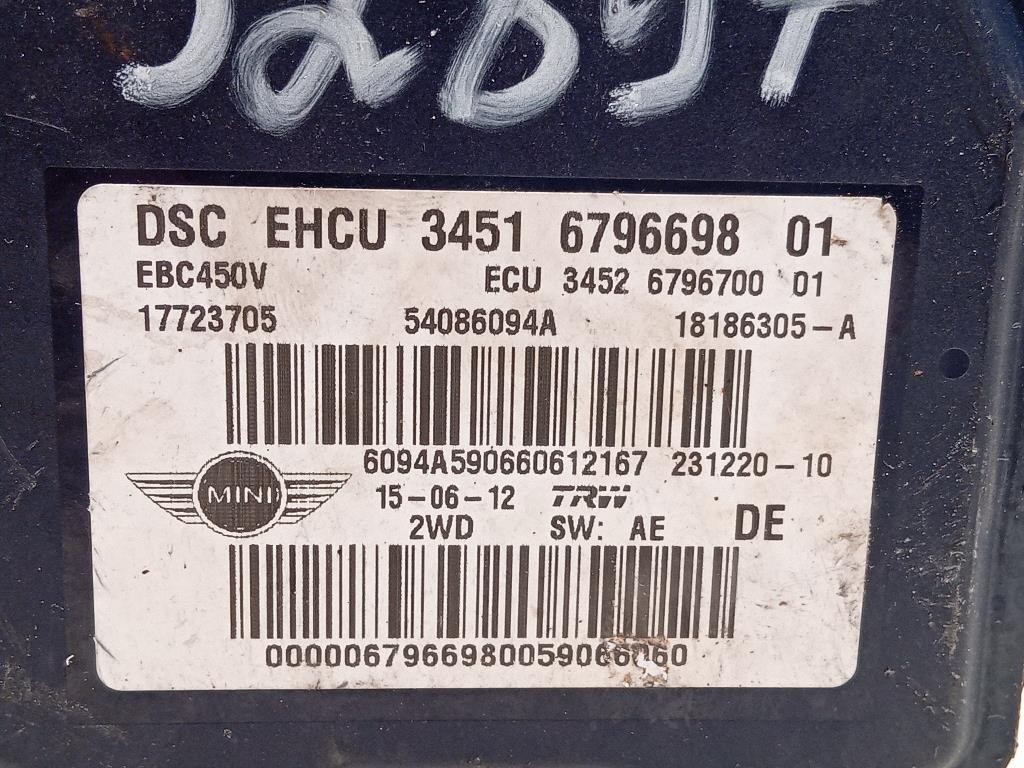 DSC EHCU 3451 6796698 01
EBC450V ECU 3452 6796700 01
17723705 54086094A 18186305-A
6094A590660612167 231220-10
MINI
15-06-12 TRW
2WD SW: AE DE
0000067966980059066060